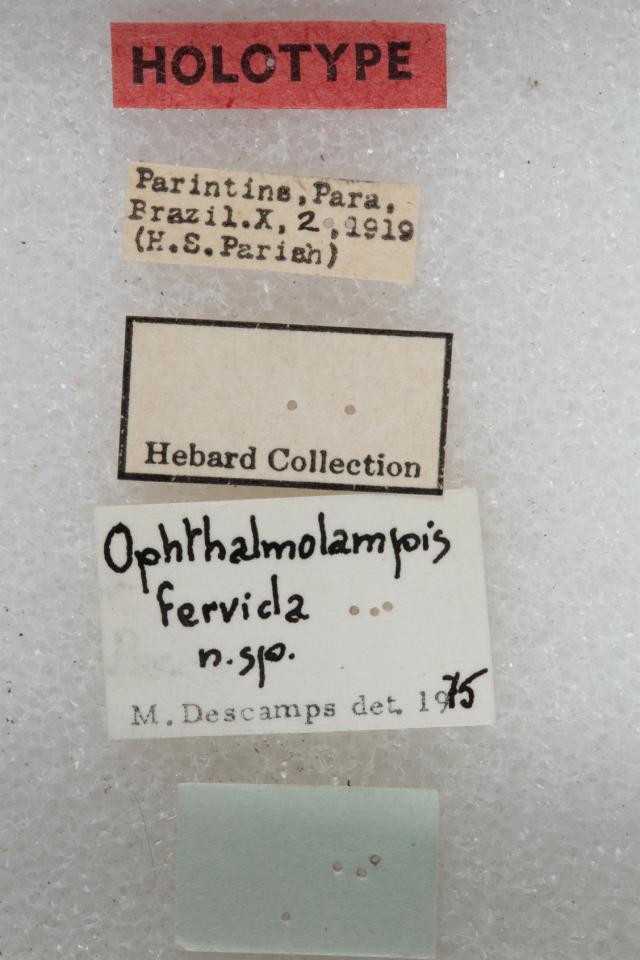 HOLOTYPE
Parintins, Para,
Brazil. X, 2, 1919
(H.S.Parish)
Hebard Collection
Ophthalmolampis
fervida
n.sp.
M. Descamps det. 1975